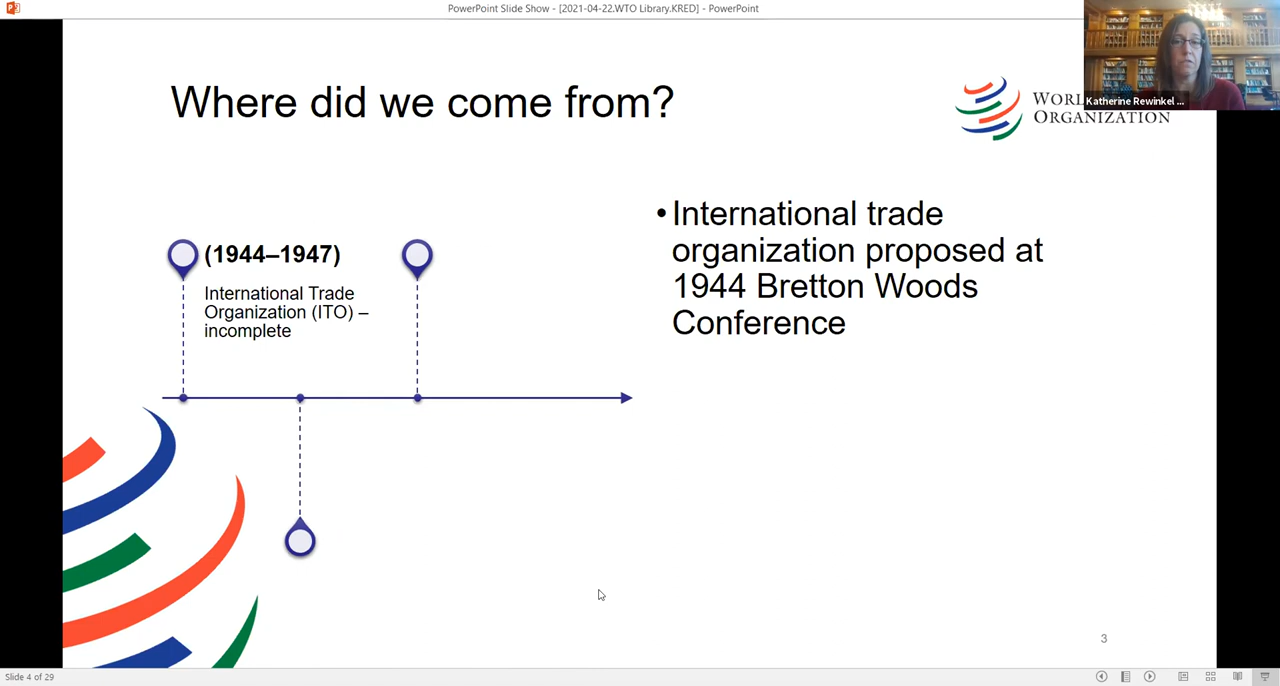 PowerPoint Slide Show - [2021-04-22.WTO Library.KRED] - PowerPoint
Where did we come from?
ORGANIZATION
Katherine Rewinkel ...
• International trade
organization proposed at
1944 Bretton Woods
Conference
(1944–1947)
International Trade
Organization (ITO) –
incomplete
3
Slide 4 of 29